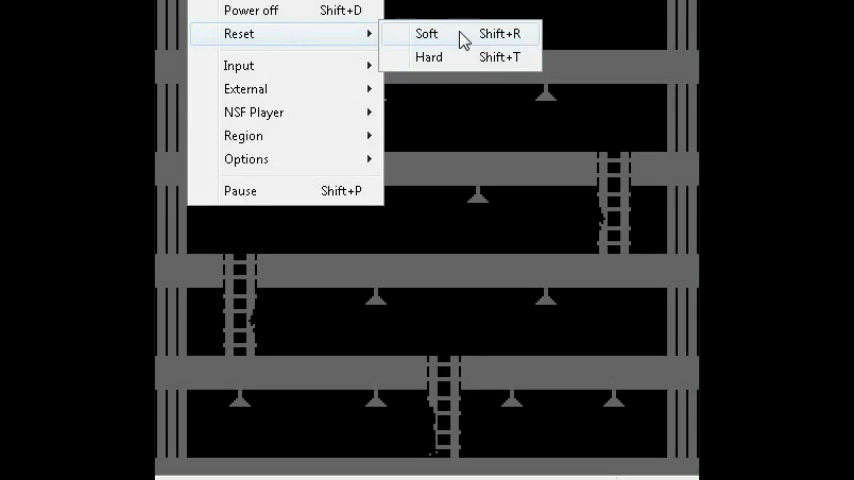 Power off Shift+D
Reset
Soft Shift+R
Hard Shift+T
Input
External
NSF Player
Region
Options
Pause Shift+P